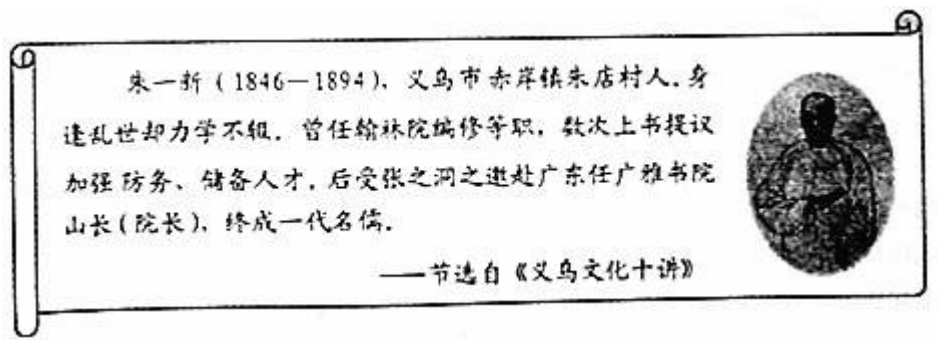 朱一新（1846—1894），义乌市赤岸镇朱店村人。身
逢乱世却力学不辍。曾任翰林院编修等职，数次上书提议
加强防务、储备人才，后受张之洞之邀赴广东任广雅书院
山长（院长），终成一代名儒。
——节选自《义乌文化十讲》